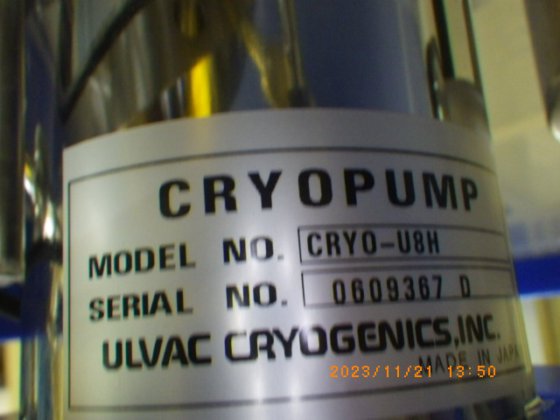 CRYOPUMP
MODEL NO. CRYO-U8H
SERIAL NO. 0609367 D
ULVAC CRYOGENICS,INC.
MADE IN JAPAN
2023/11/21 13:50